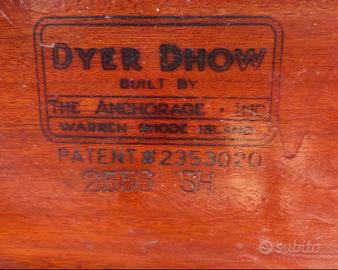 DYER DHOW
BUILT BY
THE ANCHORAGE · INC
WARREN RHODE ISLAND
PATENT # 2353020
2553 SH
subito